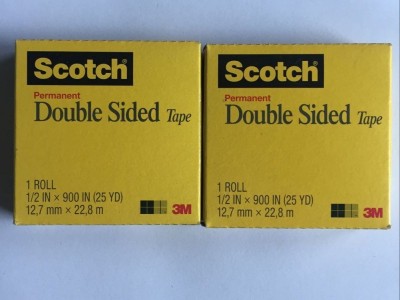 Scotch®
Permanent
Double Sided Tape
1 ROLL
1/2 IN × 900 IN (25 YD)
12,7 mm × 22,8 m
3M
Scotch®
Permanent
Double Sided Tape
1 ROLL
1/2 IN × 900 IN (25 YD)
12,7 mm × 22,8 m
3M